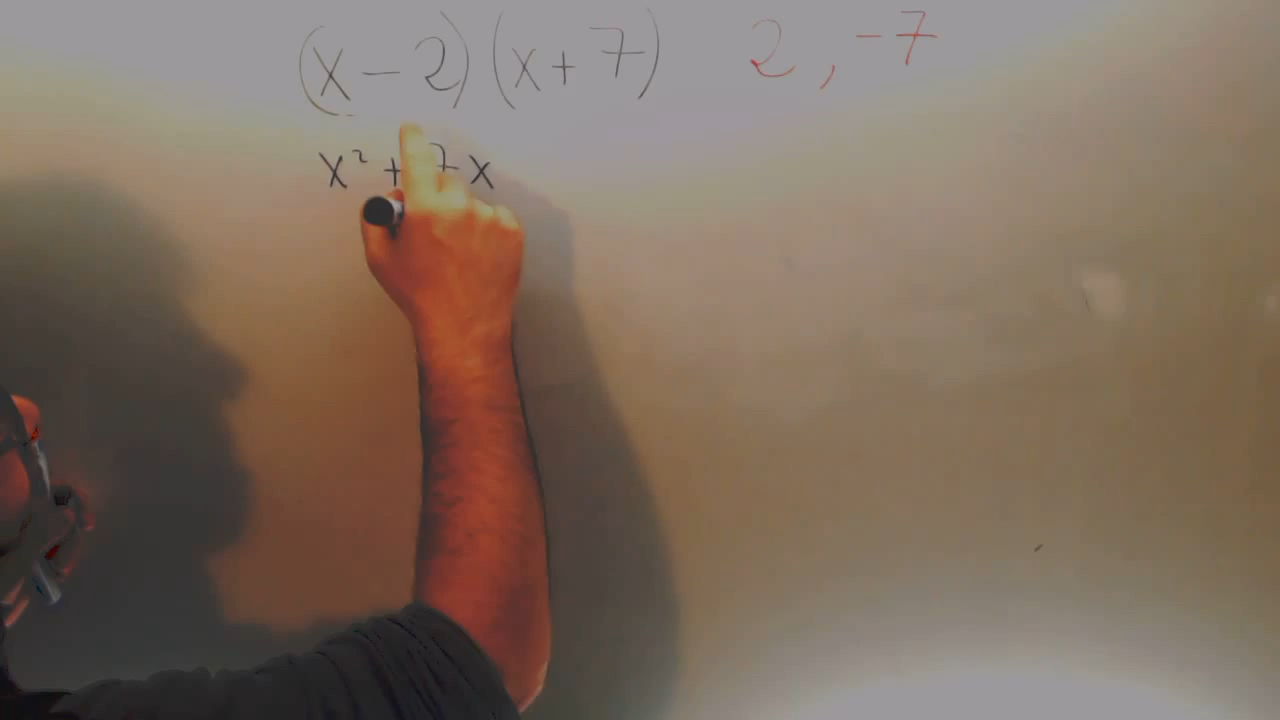 (x - 2)(x + 7) 2, -7
x² + 7x